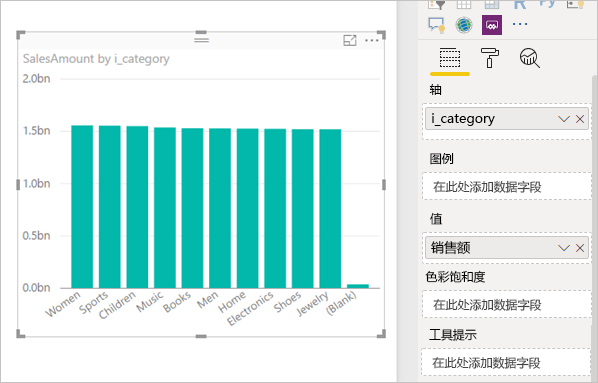 R
Py
SalesAmount by i_category
2.0bn
1.5bn
1.0bn
0.5bn
0.0bn
Women
Sports
Children
Music
Books
Men
Home
Electronics
Shoes
Jewelry
(Blank)
轴
i_category
图例
在此处添加数据字段
值
销售额
色彩饱和度
在此处添加数据字段
工具提示
在此处添加数据字段